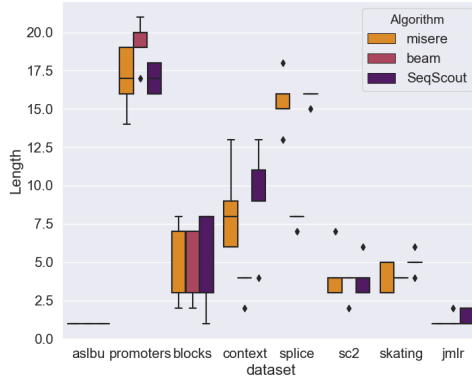 Algorithm
misere
beam
SeqScout
20.0
17.5
15.0
12.5
10.0
7.5
5.0
2.5
0.0
Length
aslbu promoters blocks context splice sc2 skating jmlr
dataset